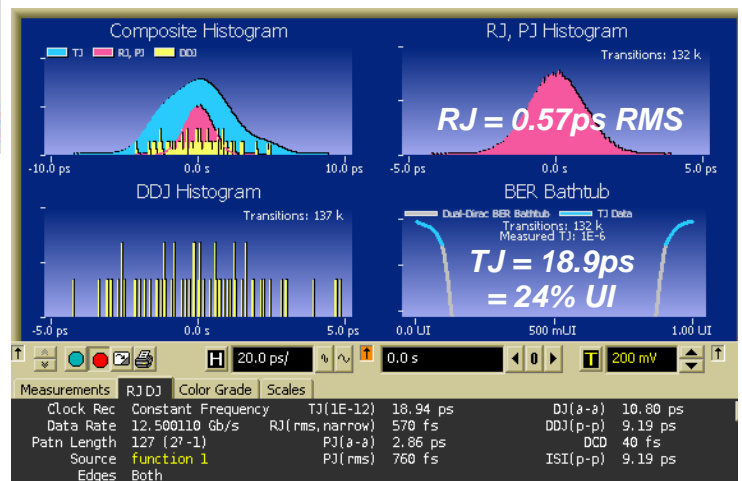 Composite Histogram
TJ RJ, PJ DDJ
-10.0 ps 0.0 s 10.0 ps
RJ, PJ Histogram
Transitions: 132 k
RJ = 0.57ps RMS
-5.0 ps 0.0 s 5.0 ps
DDJ Histogram
Transitions: 137 k
-5.0 ps 0.0 s 5.0 ps
BER Bathtub
Dual-Dirac BER Bathtub TJ Data
Transitions: 132 k
Measured TJ: 1E-6
TJ = 18.9ps
= 24% UI
0.0 UI 500 mUI 1.00 UI
H 20.0 ps/ 0.0 s 0 T 200 mV
Measurements RJ DJ Color Grade Scales
Clock Rec Constant Frequency TJ(1E-12) 18.94 ps DJ(∂-∂) 10.80 ps
Data Rate 12.500110 Gb/s RJ(rms,narrow) 570 fs DDJ(p-p) 9.19 ps
Patn Length 127 (2⁷-1) PJ(∂-∂) 2.86 ps DCD 40 fs
Source function 1 PJ(rms) 760 fs ISI(p-p) 9.19 ps
Edges Both